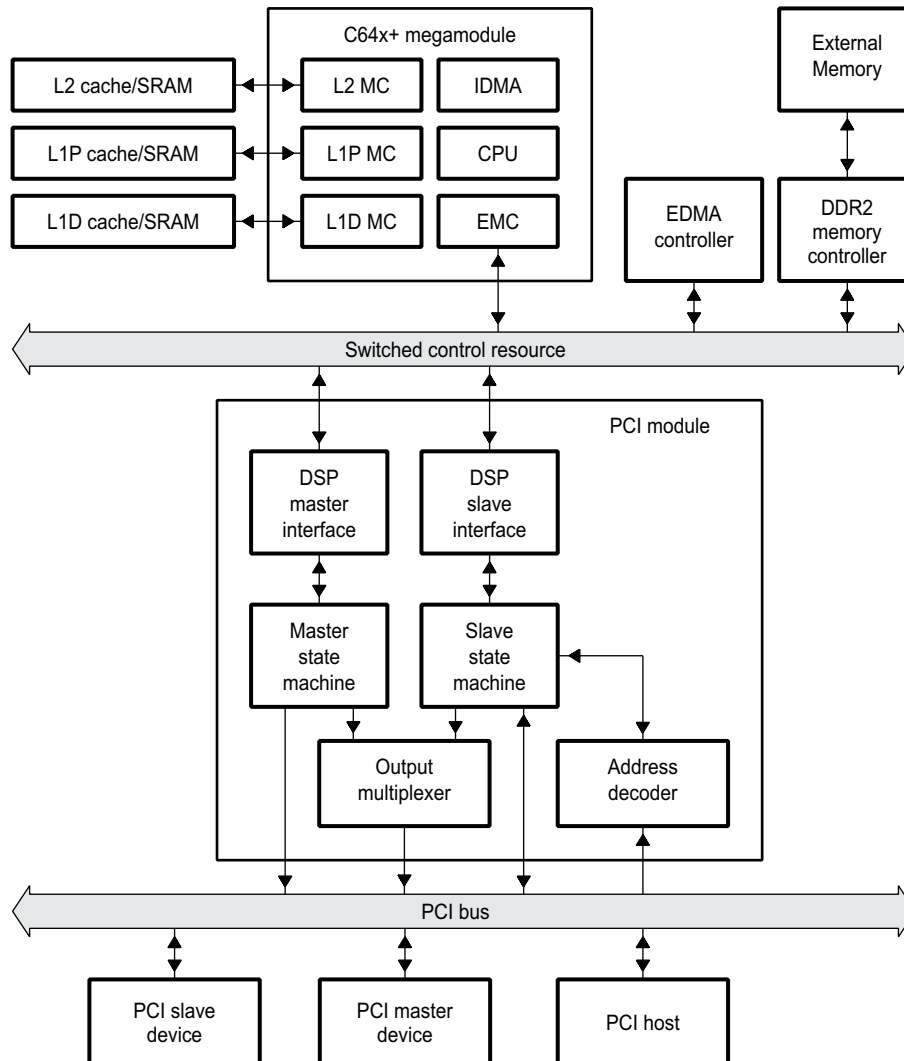 C64x+ megamodule
External
Memory
L2 cache/SRAM
L2 MC
IDMA
L1P cache/SRAM
L1P MC
CPU
L1D cache/SRAM
L1D MC
EMC
EDMA
controller
DDR2
memory
controller
Switched control resource
PCI module
DSP
master
interface
DSP
slave
interface
Master
state
machine
Slave
state
machine
Output
multiplexer
Address
decoder
PCI bus
PCI slave
device
PCI master
device
PCI host